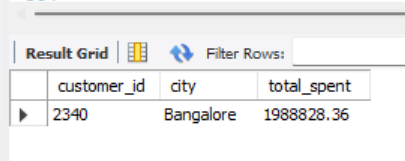 Result Grid Filter Rows:
customer_id city total_spent
2340 Bangalore 1988828.36